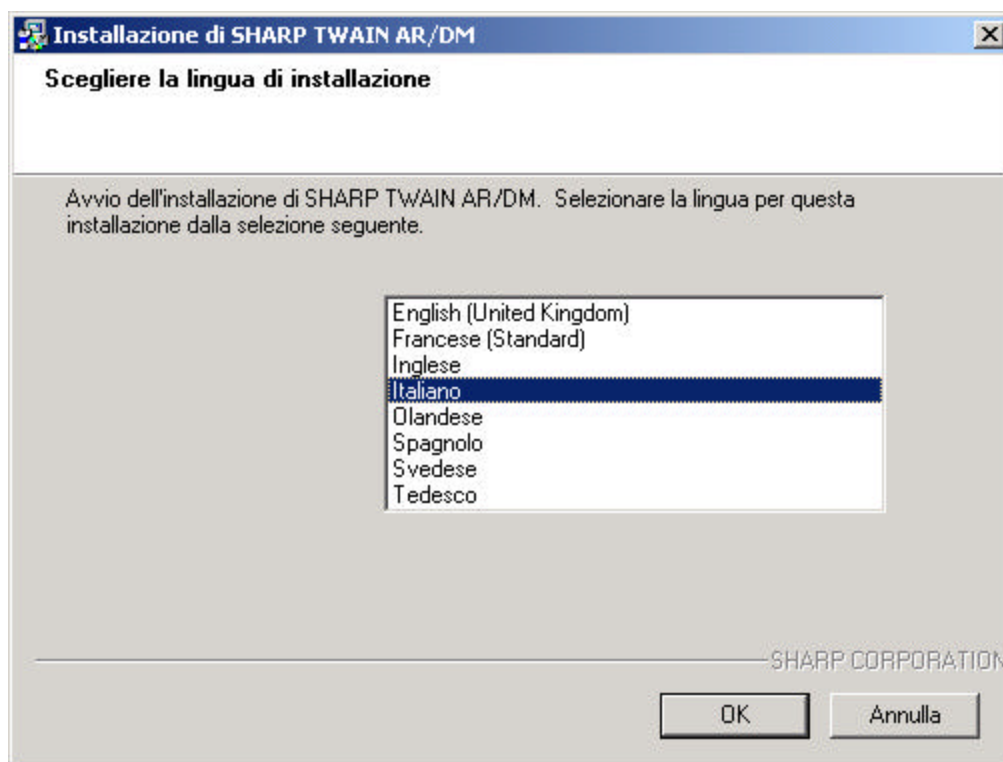 Installazione di SHARP TWAIN AR/DM
Scegliere la lingua di installazione
Avvio dell'installazione di SHARP TWAIN AR/DM. Selezionare la lingua per questa
installazione dalla selezione seguente.
English (United Kingdom)
Francese (Standard)
Inglese
Italiano
Olandese
Spagnolo
Svedese
Tedesco
SHARP CORPORATION
OK
Annulla